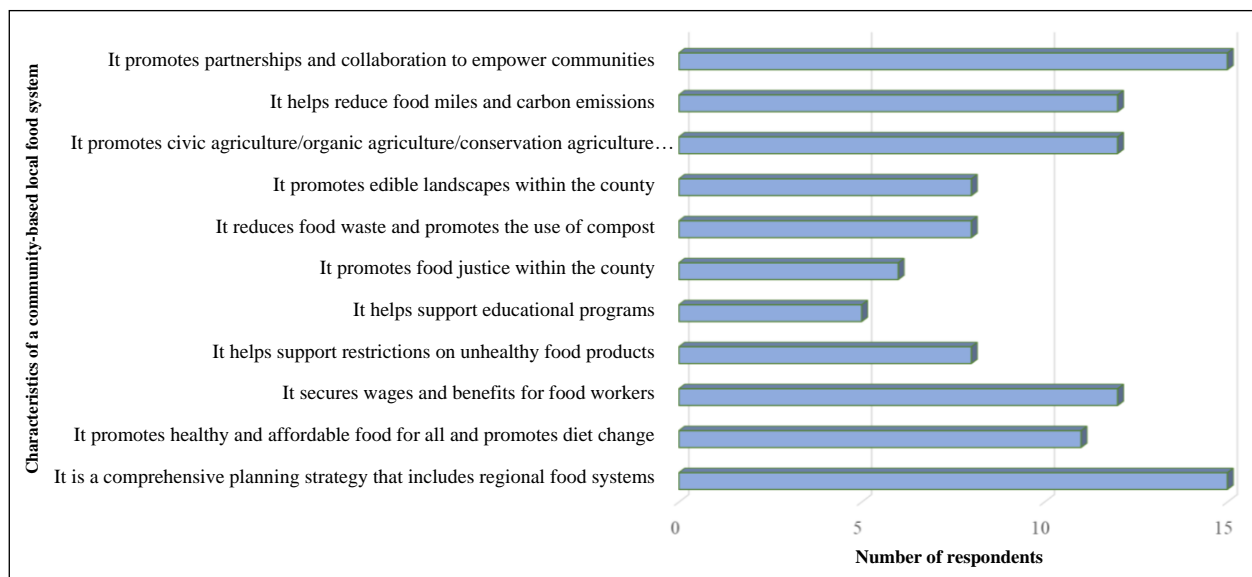 Characteristics of a community-based local food system
It promotes partnerships and collaboration to empower communities
It helps reduce food miles and carbon emissions
It promotes civic agriculture/organic agriculture/conservation agriculture…
It promotes edible landscapes within the county
It reduces food waste and promotes the use of compost
It promotes food justice within the county
It helps support educational programs
It helps support restrictions on unhealthy food products
It secures wages and benefits for food workers
It promotes healthy and affordable food for all and promotes diet change
It is a comprehensive planning strategy that includes regional food systems
0 5 10 15
Number of respondents